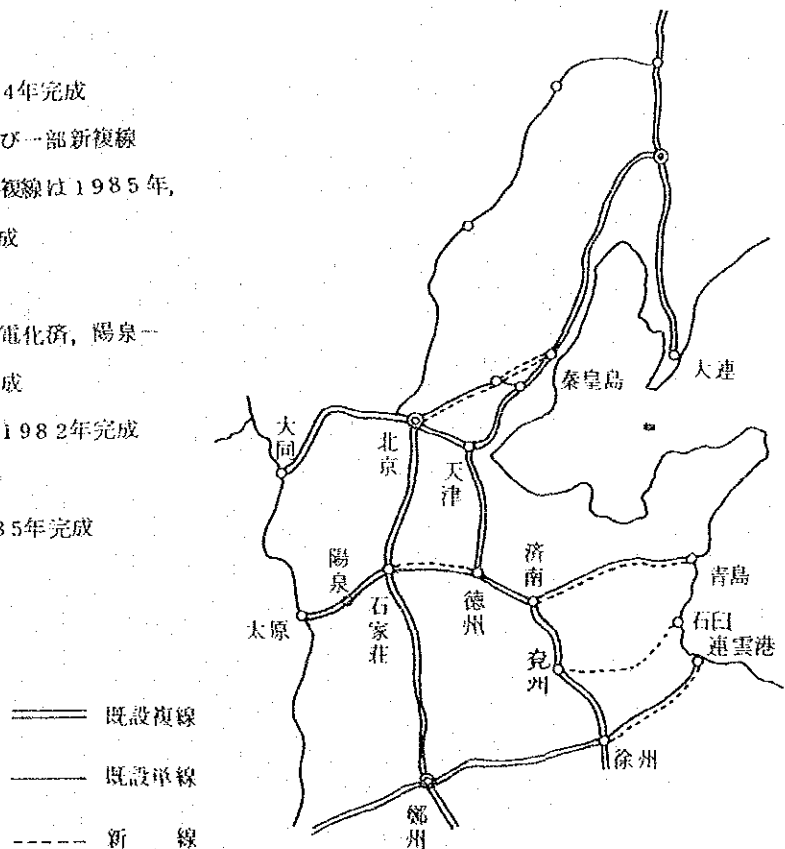 4年完成
び一部新複線
複線は1985年,
成
電化済,陽泉―
成
1982年完成
85年完成
秦皇島
大連
大同
北京
天津
陽泉
済南
青島
太原
石家荘
徳州
石臼
連雲港
兗州
徐州
鄭州
既設複線
既設単線
新線